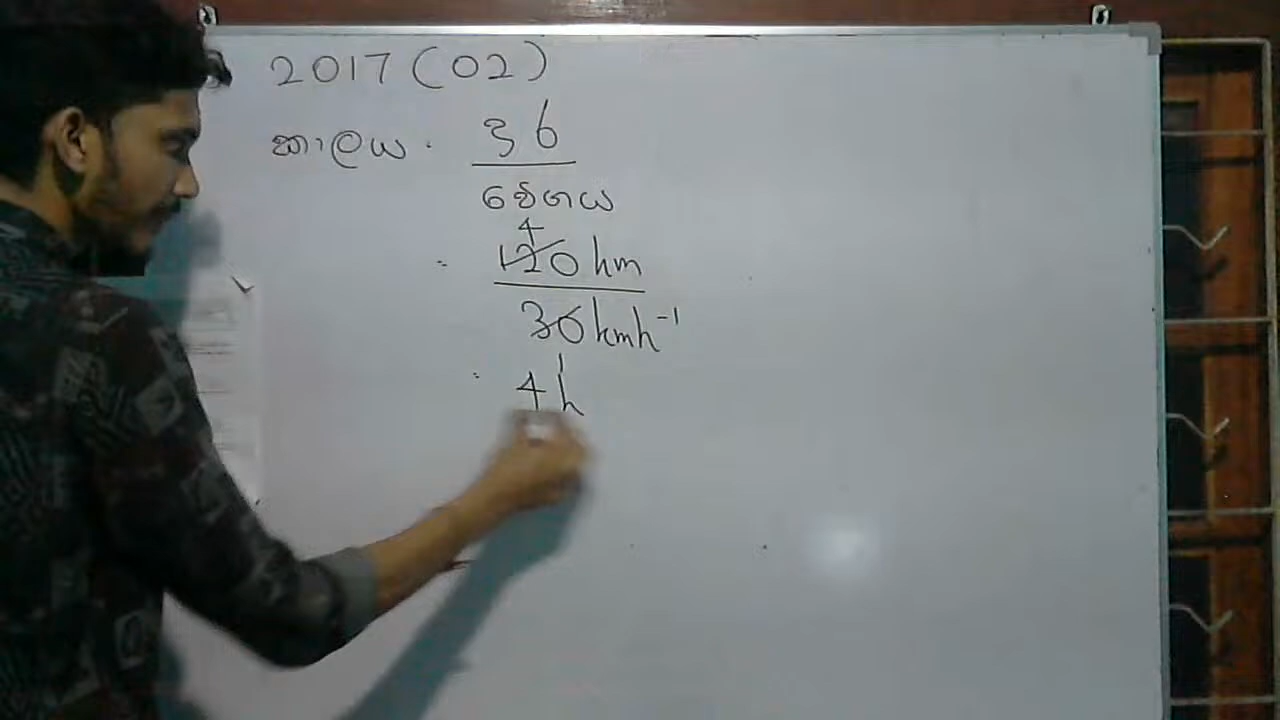 2017 (02)
කාලය = දුර
වේගය
4
= 120 km
30 kmh⁻¹
1
= 4 h